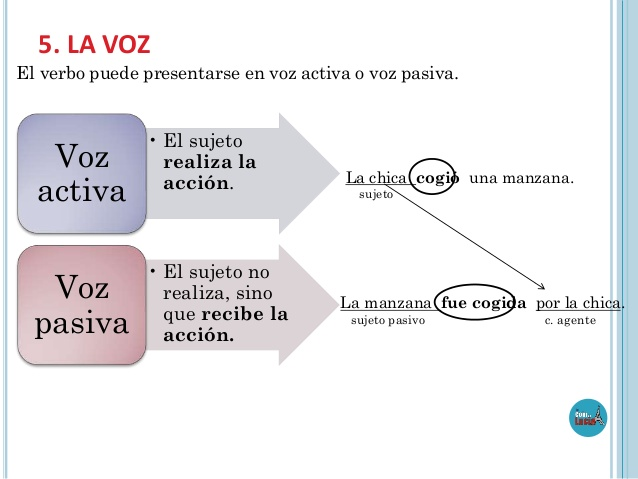 5. LA VOZ
El verbo puede presentarse en voz activa o voz pasiva.
Voz
activa
• El sujeto
realiza la
acción.
La chica cogió una manzana.
sujeto
Voz
pasiva
• El sujeto no
realiza, sino
que recibe la
acción.
La manzana fue cogida por la chica.
sujeto pasivo
c. agente